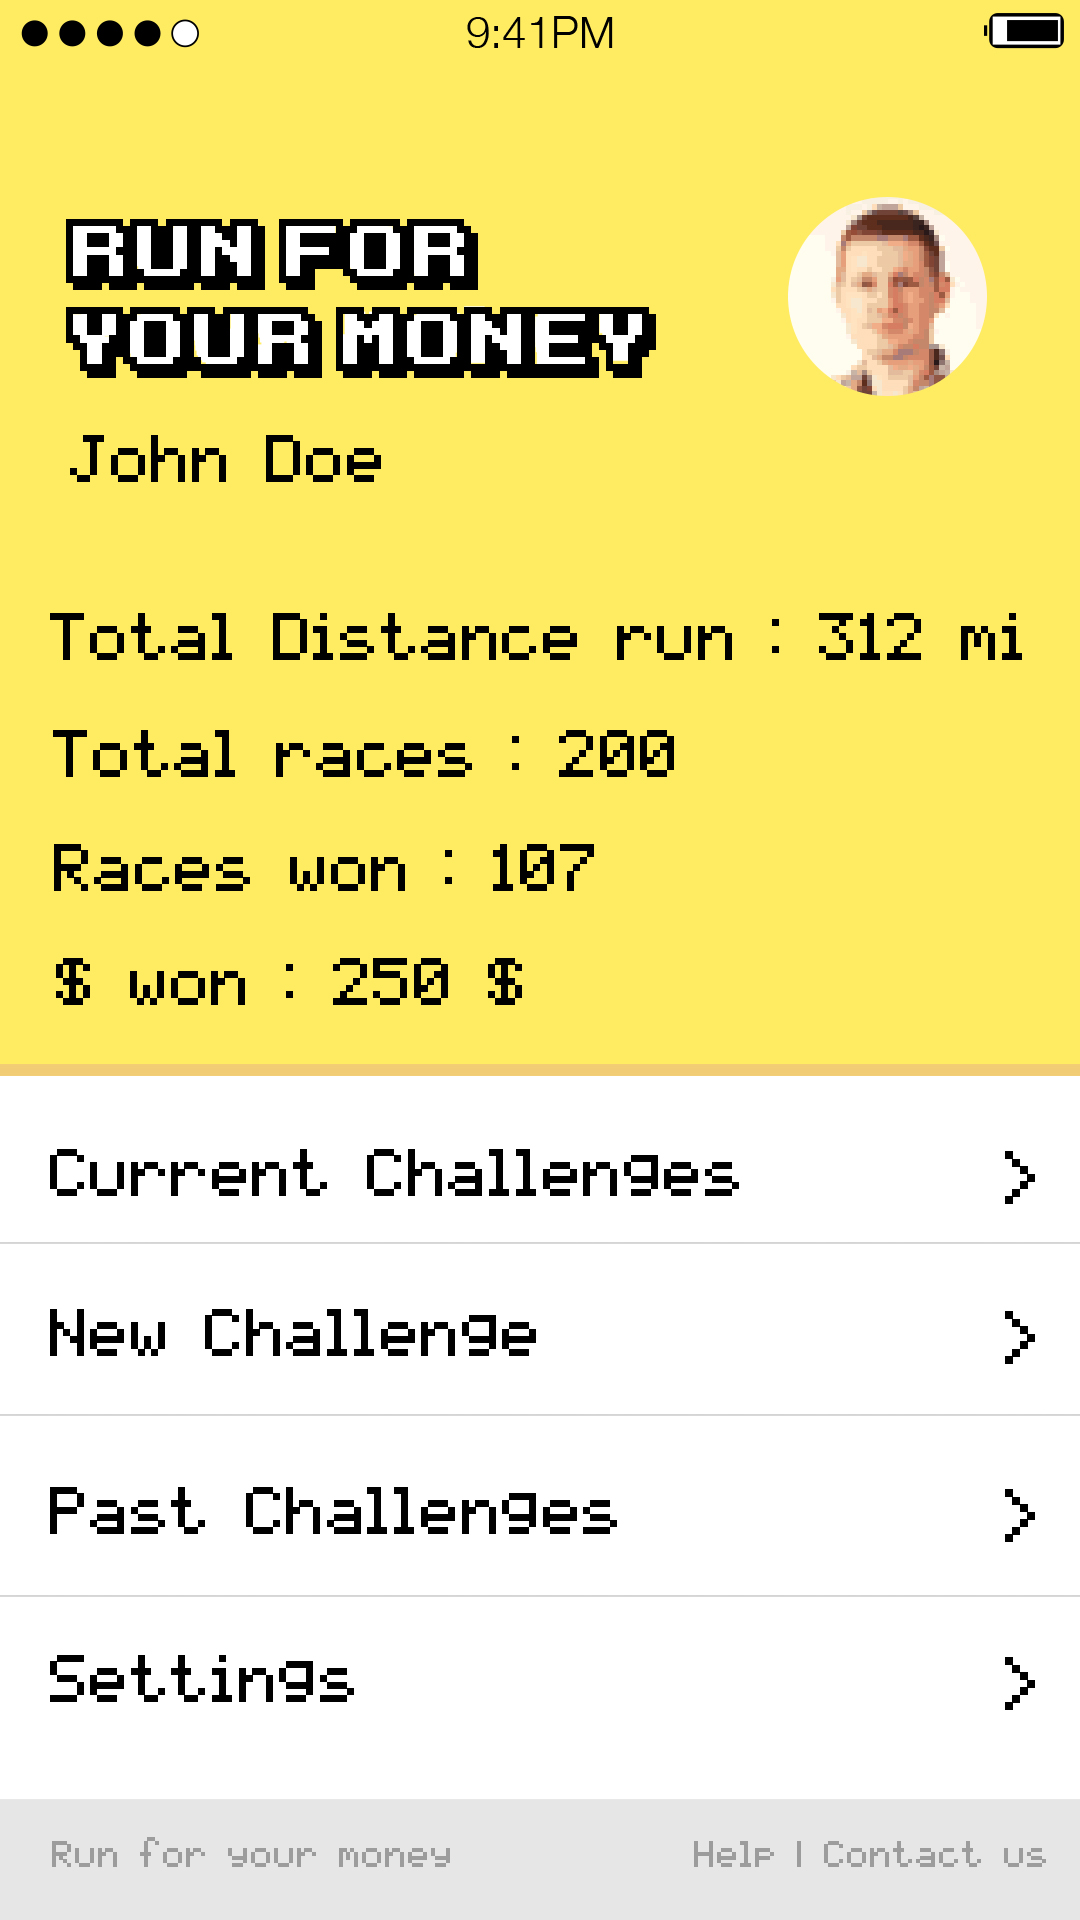 9:41PM
RUN FOR
YOUR MONEY
John Doe
Total Distance run : 312 mi
Total races : 200
Races won : 107
$ won : 250 $
Current Challenges >
New Challenge >
Past Challenges >
Settings >
Run for your money Help | Contact us